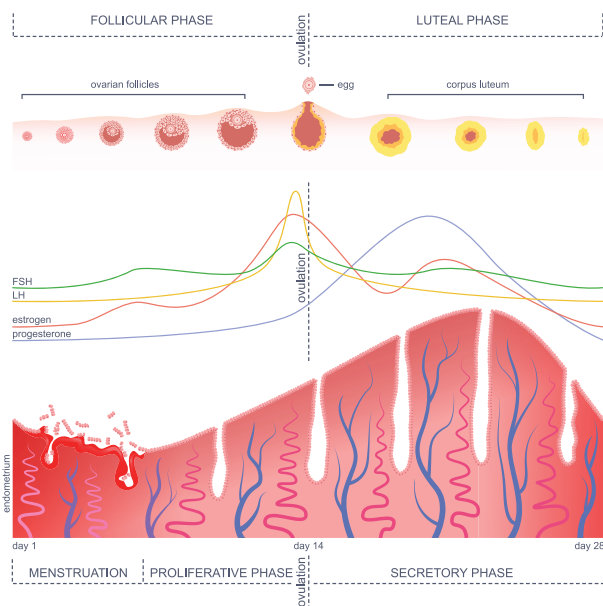 FOLLICULAR PHASE
ovulation
LUTEAL PHASE
ovarian follicles
egg
corpus luteum
FSH
LH
estrogen
progesterone
ovulation
endometrium
day 1
day 14
day 28
MENSTRUATION
PROLIFERATIVE PHASE
ovulation
SECRETORY PHASE